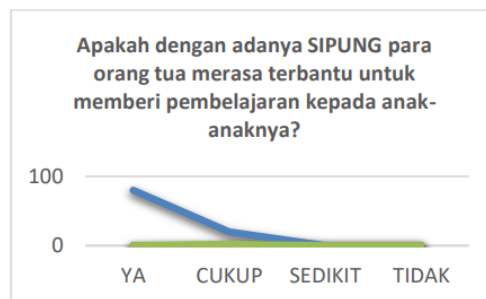 Apakah dengan adanya SIPUNG para
orang tua merasa terbantu untuk
memberi pembelajaran kepada anak-
anaknya?
100
0
YA CUKUP SEDIKIT TIDAK